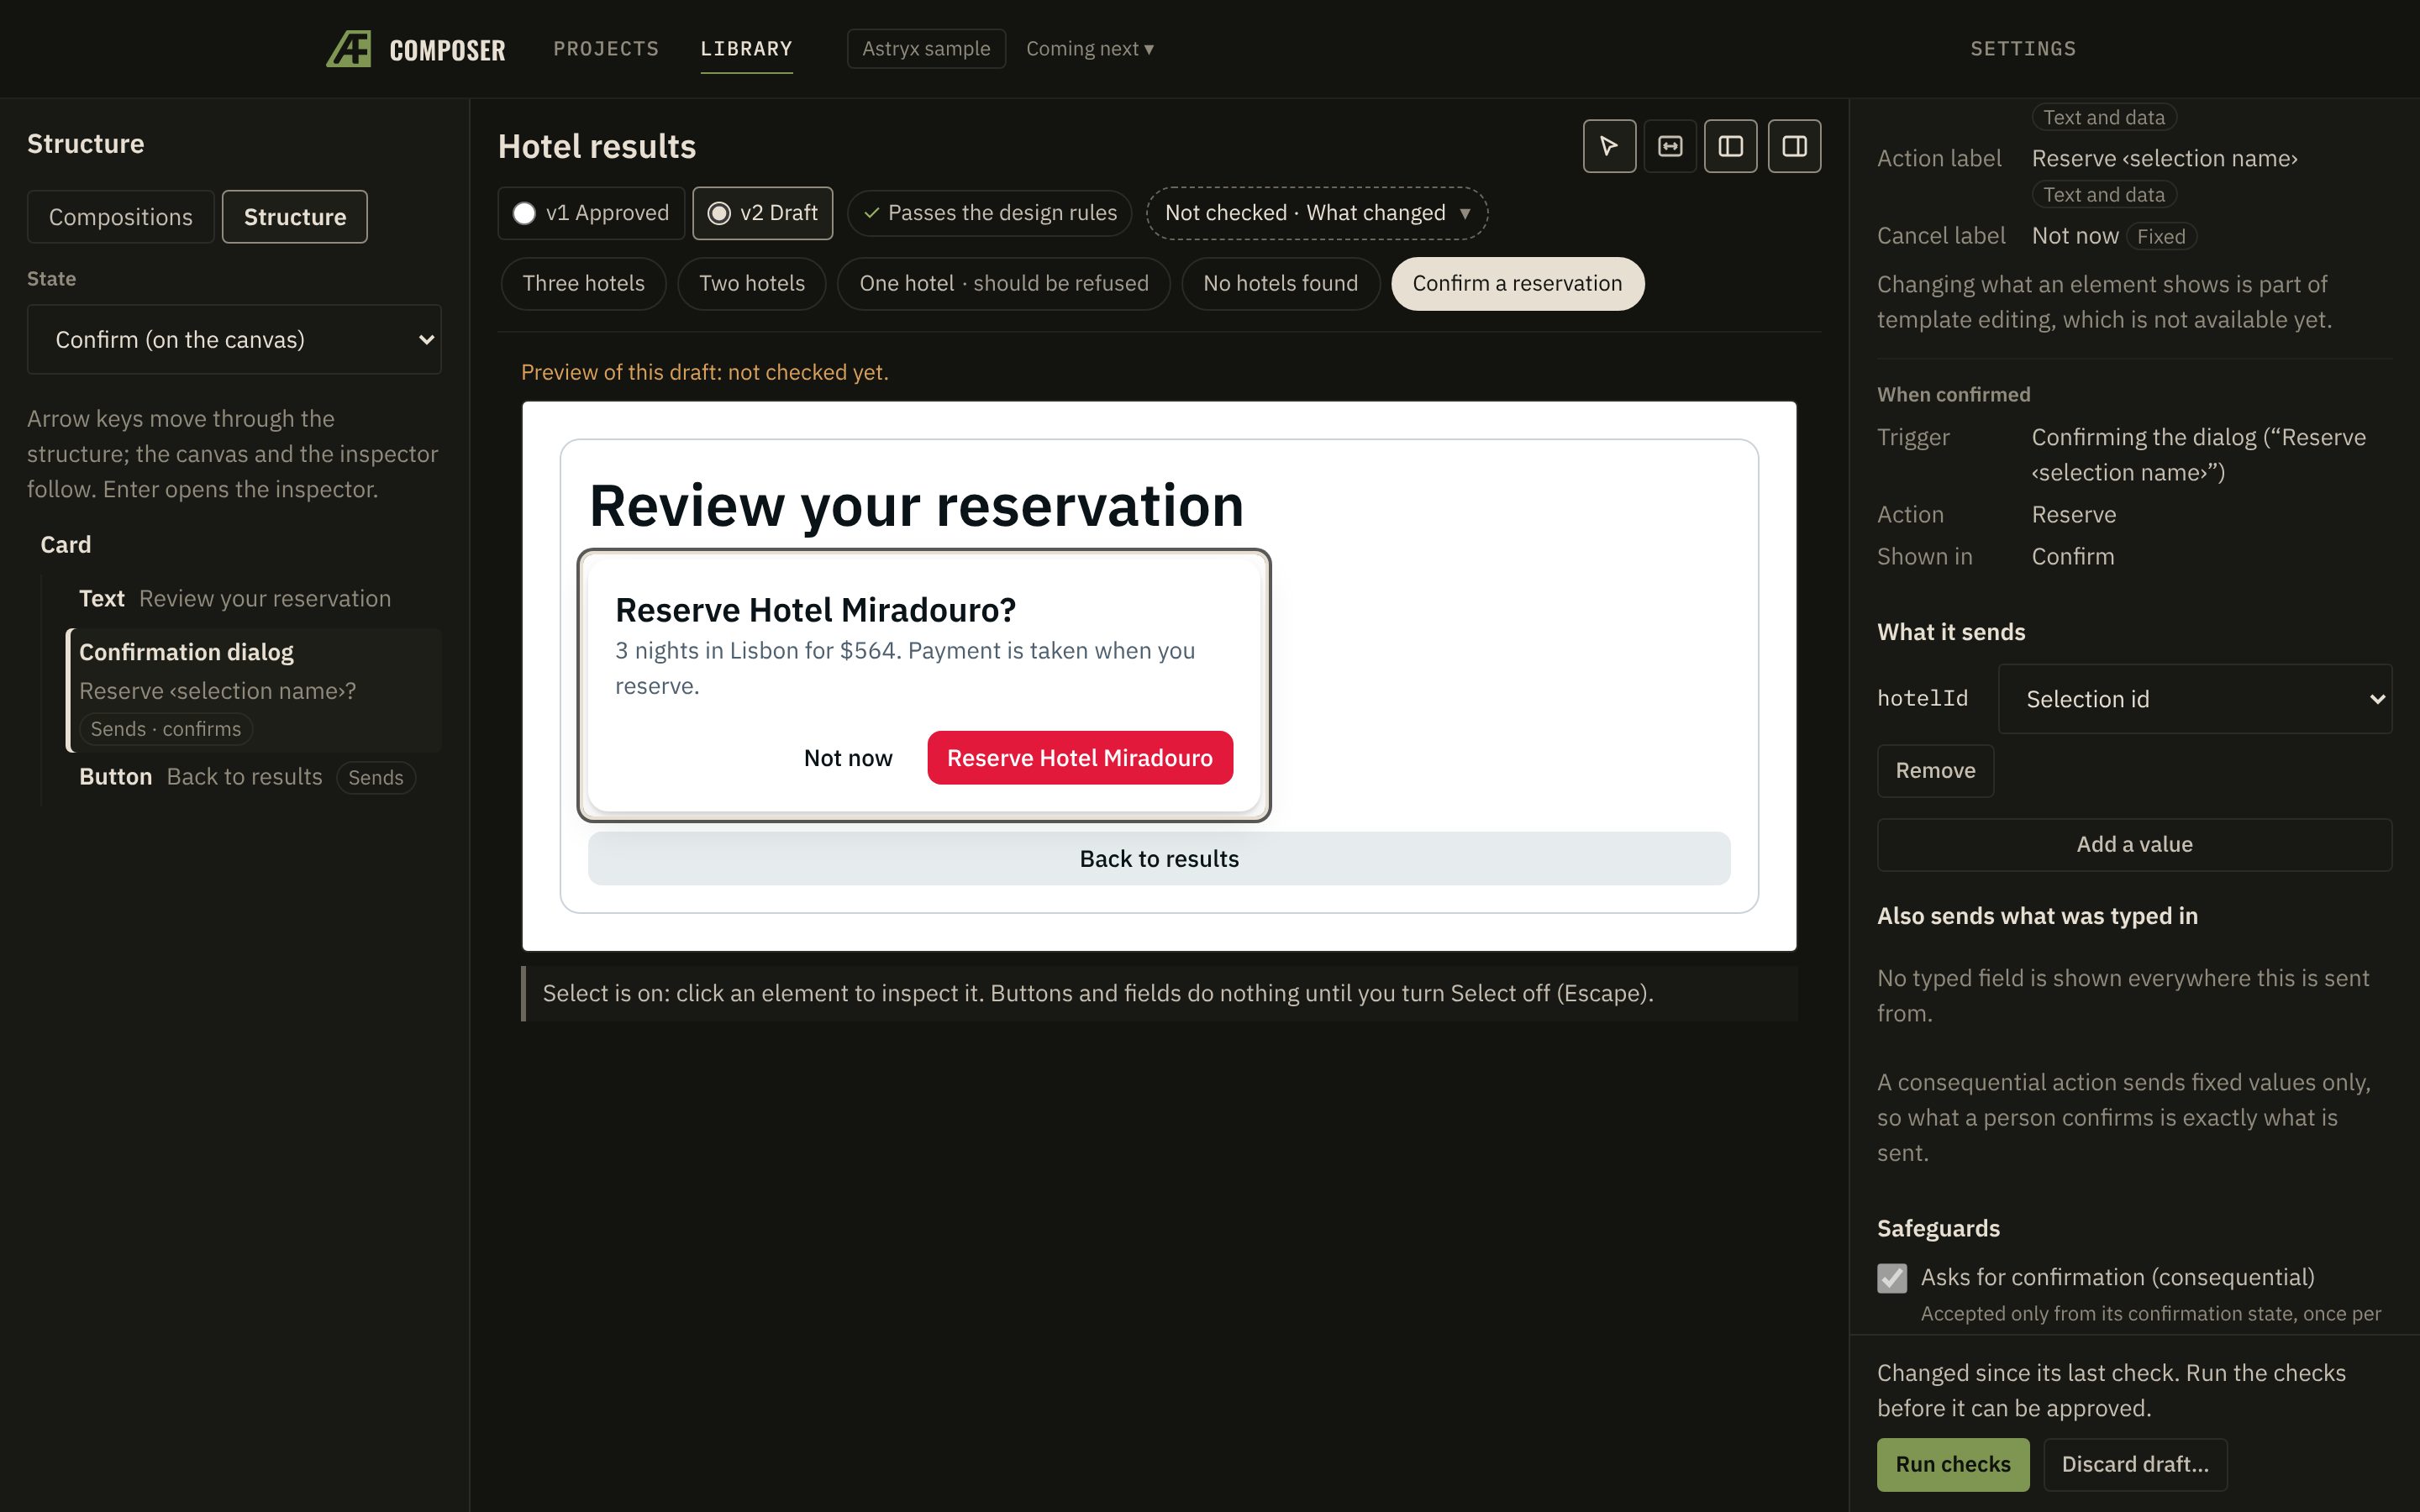 COMPOSER
PROJECTS
LIBRARY
Astryx sample
Coming next ▾
SETTINGS
Structure
Compositions
Structure
State
Confirm (on the canvas)
Arrow keys move through the
structure; the canvas and the inspector
follow. Enter opens the inspector.
Card
Text Review your reservation
Confirmation dialog
Reserve ‹selection name›?
Sends · confirms
Button Back to results Sends
Hotel results
v1 Approved
v2 Draft
✓ Passes the design rules
Not checked · What changed ▾
Three hotels
Two hotels
One hotel · should be refused
No hotels found
Confirm a reservation
Preview of this draft: not checked yet.
Review your reservation
Reserve Hotel Miradouro?
3 nights in Lisbon for $564. Payment is taken when you
reserve.
Not now
Reserve Hotel Miradouro
Back to results
Select is on: click an element to inspect it. Buttons and fields do nothing until you turn Select off (Escape).
Text and data
Action label Reserve ‹selection name›
Text and data
Cancel label Not now Fixed
Changing what an element shows is part of
template editing, which is not available yet.
When confirmed
Trigger Confirming the dialog (“Reserve
‹selection name›”)
Action Reserve
Shown in Confirm
What it sends
hotelId Selection id
Remove
Add a value
Also sends what was typed in
No typed field is shown everywhere this is sent
from.
A consequential action sends fixed values only,
so what a person confirms is exactly what is
sent.
Safeguards
Asks for confirmation (consequential)
Accepted only from its confirmation state, once per
Changed since its last check. Run the checks
before it can be approved.
Run checks
Discard draft...